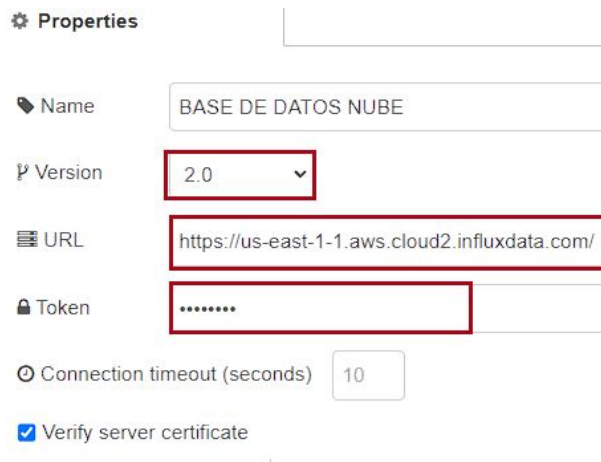 Properties
Name BASE DE DATOS NUBE
Version 2.0
URL https://us-east-1-1.aws.cloud2.influxdata.com/
Token ••••••••
Connection timeout (seconds) 10
Verify server certificate